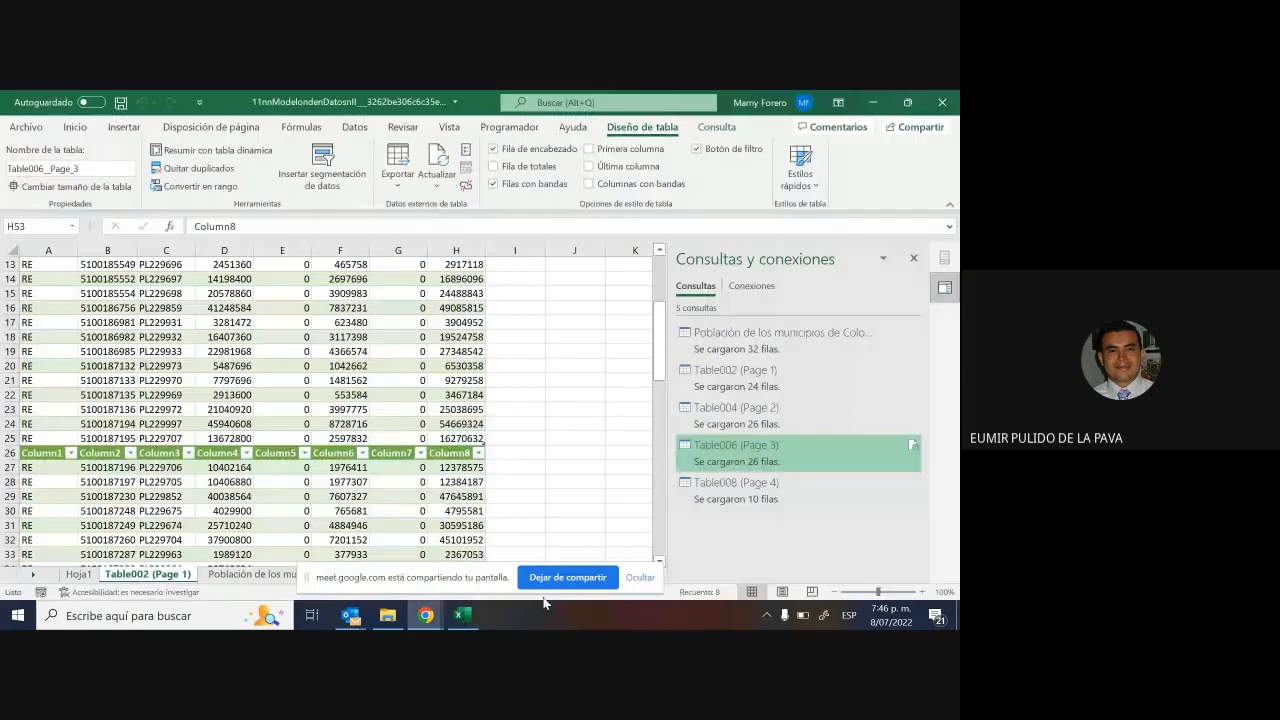 Autoguardado
11nnModelondenDatosnII__3262be306c6c35e...
Buscar (Alt+Q)
Marny Forero MF
Archivo Inicio Insertar Disposición de página Fórmulas Datos Revisar Vista Programador Ayuda Diseño de tabla Consulta Comentarios Compartir
Nombre de la tabla:
Table006__Page_3
Cambiar tamaño de la tabla
Propiedades
Resumir con tabla dinámica
Quitar duplicados
Convertir en rango
Herramientas
Insertar segmentación
de datos
Exportar Actualizar
Datos externos de tabla
Fila de encabezado Primera columna Botón de filtro
Fila de totales Última columna
Filas con bandas Columnas con bandas
Opciones de estilo de tabla
Estilos
rápidos
Estilos de tabla
H53 fx Column8
A B C D E F G H I J K
13 RE 5100185549 PL229696 2451360 0 465758 0 2917118
14 RE 5100185552 PL229697 14198400 0 2697696 0 16896096
15 RE 5100185554 PL229698 20578860 0 3909983 0 24488843
16 RE 5100186756 PL229859 41248584 0 7837231 0 49085815
17 RE 5100186981 PL229931 3281472 0 623480 0 3904952
18 RE 5100186982 PL229932 16407360 0 3117398 0 19524758
19 RE 5100186985 PL229933 22981968 0 4366574 0 27348542
20 RE 5100187132 PL229973 5487696 0 1042662 0 6530358
21 RE 5100187133 PL229970 7797696 0 1481562 0 9279258
22 RE 5100187135 PL229969 2913600 0 553584 0 3467184
23 RE 5100187136 PL229972 21040920 0 3997775 0 25038695
24 RE 5100187194 PL229997 45940608 0 8728716 0 54669324
25 RE 5100187195 PL229707 13672800 0 2597832 0 16270632
26 Column1 Column2 Column3 Column4 Column5 Column6 Column7 Column8
27 RE 5100187196 PL229706 10402164 0 1976411 0 12378575
28 RE 5100187197 PL229705 10406880 0 1977307 0 12384187
29 RE 5100187230 PL229852 40038564 0 7607327 0 47645891
30 RE 5100187248 PL229675 4029900 0 765681 0 4795581
31 RE 5100187249 PL229674 25710240 0 4884946 0 30595186
32 RE 5100187260 PL229704 37900800 0 7201152 0 45101952
33 RE 5100187287 PL229963 1989120 0 377933 0 2367053
Consultas y conexiones
Consultas Conexiones
5 consultas
Población de los municipios de Colo...
Se cargaron 32 filas.
Table002 (Page 1)
Se cargaron 24 filas.
Table004 (Page 2)
Se cargaron 26 filas.
Table006 (Page 3)
Se cargaron 26 filas.
Table008 (Page 4)
Se cargaron 10 filas.
EUMIR PULIDO DE LA PAVA
Hoja1 Table002 (Page 1) Población de los mu
meet.google.com está compartiendo tu pantalla. Dejar de compartir Ocultar
Listo Accesibilidad: es necesario investigar Recuento: 8 100%
Escribe aquí para buscar
ESP
7:46 p. m.
8/07/2022
21